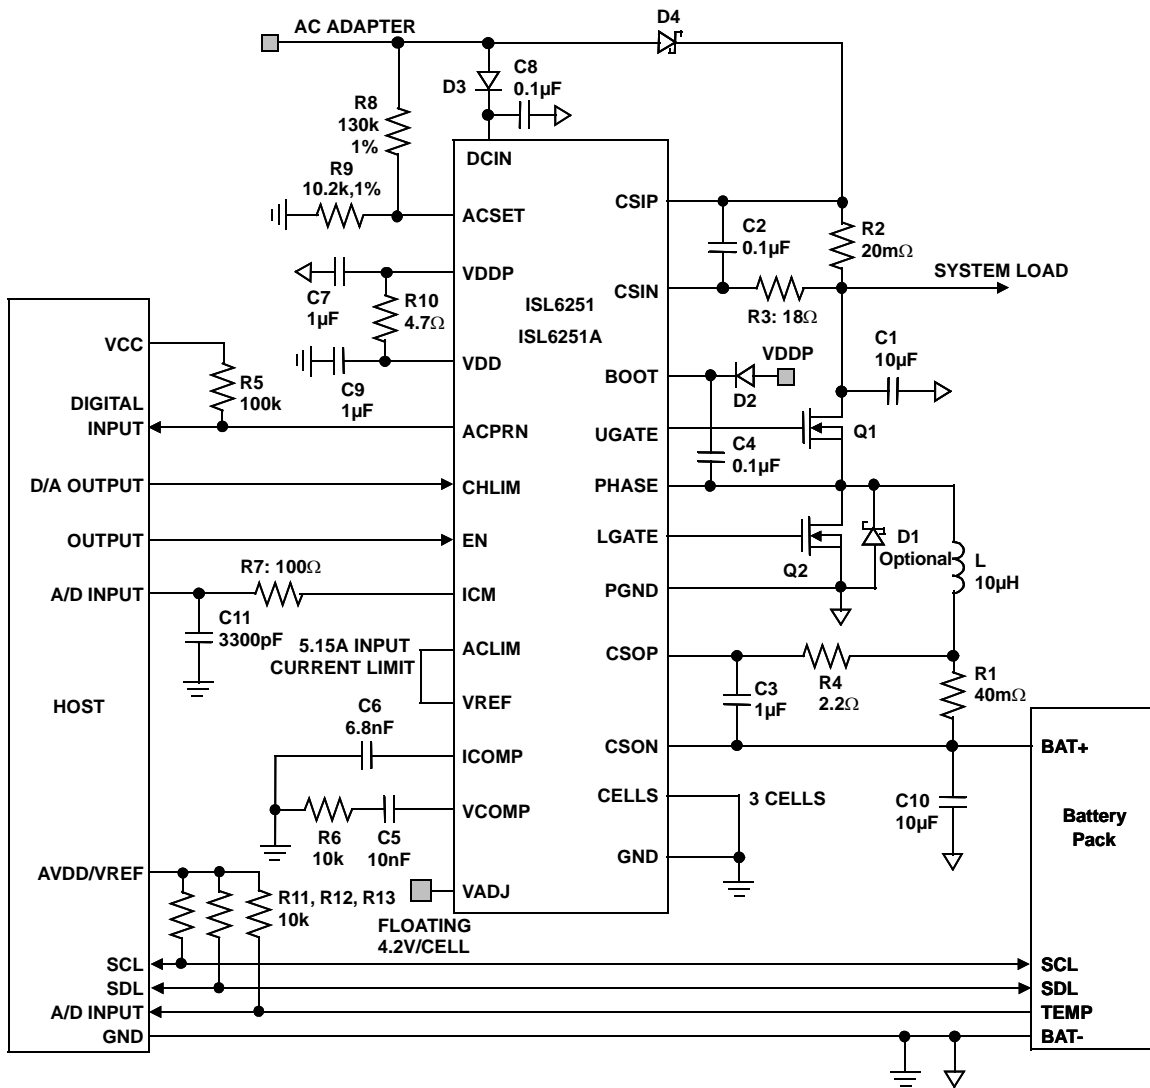 AC ADAPTER
D4
D3
C8
0.1µF
R8
130k
1%
R9
10.2k,1%
DCIN
ACSET
CSIP
C2
0.1µF
R2
20mΩ
VDDP
C7
1µF
R10
4.7Ω
ISL6251
ISL6251A
CSIN
R3: 18Ω
SYSTEM LOAD
VCC
R5
100k
C9
1µF
VDD
BOOT
VDDP
D2
C1
10µF
DIGITAL
INPUT
ACPRN
UGATE
Q1
C4
0.1µF
D/A OUTPUT
CHLIM
PHASE
OUTPUT
EN
LGATE
Q2
D1
Optional
L
10µH
A/D INPUT
R7: 100Ω
ICM
PGND
C11
3300pF
5.15A INPUT
CURRENT LIMIT
ACLIM
VREF
CSOP
C3
1µF
R4
2.2Ω
R1
40mΩ
HOST
C6
6.8nF
ICOMP
CSON
BAT+
R6
10k
C5
10nF
VCOMP
CELLS
3 CELLS
C10
10µF
Battery
Pack
GND
AVDD/VREF
R11, R12, R13
10k
VADJ
FLOATING
4.2V/CELL
SCL
SCL
SDL
SDL
A/D INPUT
TEMP
GND
BAT-